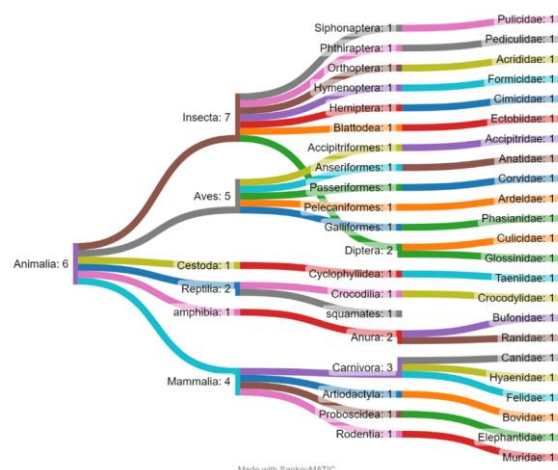 Animalia: 6
Insecta: 7
Aves: 5
Cestoda: 1
Reptilia: 2
amphibia: 1
Mammalia: 4
Siphonaptera: 1
Phthiraptera: 1
Orthoptera: 1
Hymenoptera: 1
Hemiptera: 1
Blattodea: 1
Accipitriformes: 1
Anseriformes: 1
Passeriformes: 1
Pelecaniformes: 1
Galliformes: 1
Diptera: 2
Cyclophyllidea: 1
Crocodilia: 1
squamates: 1
Anura: 2
Carnivora: 3
Artiodactyla: 1
Proboscidea: 1
Rodentia: 1
Pulicidae: 1
Pediculidae: 1
Acrididae: 1
Formicidae: 1
Cimicidae: 1
Ectobiidae: 1
Accipitridae: 1
Anatidae: 1
Corvidae: 1
Ardeidae: 1
Phasianidae: 1
Culicidae: 1
Glossinidae: 1
Taeniidae: 1
Crocodylidae: 1
Bufonidae: 1
Ranidae: 1
Canidae: 1
Hyaenidae: 1
Felidae: 1
Bovidae: 1
Elephantidae: 1
Muridae: 1
Made with SankeyMATIC